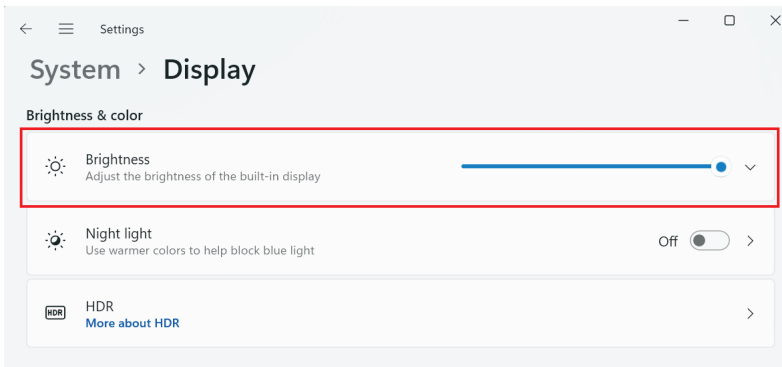 Settings
System > Display
Brightness & color
Brightness
Adjust the brightness of the built-in display
Night light
Use warmer colors to help block blue light
Off
HDR
HDR
More about HDR